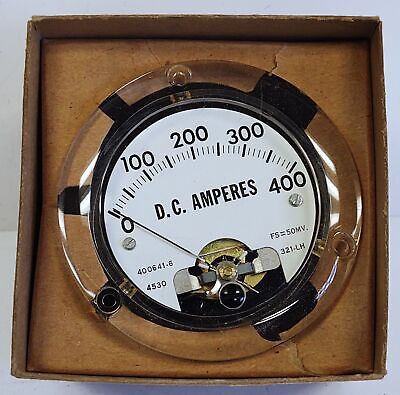 0 100 200 300 400
D.C. AMPERES
FS=50MV.
400641-6
321-LH
4530